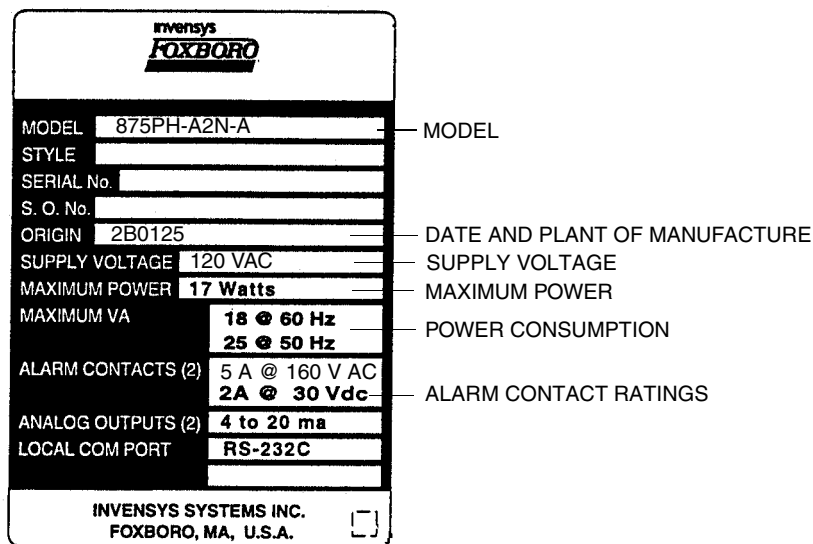 invensys
FOXBORO
MODEL 875PH-A2N-A MODEL
STYLE
SERIAL No.
S. O. No.
ORIGIN 2B0125 DATE AND PLANT OF MANUFACTURE
SUPPLY VOLTAGE 120 VAC SUPPLY VOLTAGE
MAXIMUM POWER 17 Watts MAXIMUM POWER
MAXIMUM VA 18 @ 60 Hz
25 @ 50 Hz POWER CONSUMPTION
ALARM CONTACTS (2) 5 A @ 160 V AC
2A @ 30 Vdc ALARM CONTACT RATINGS
ANALOG OUTPUTS (2) 4 to 20 ma
LOCAL COM PORT RS-232C
INVENSYS SYSTEMS INC.
FOXBORO, MA, U.S.A.